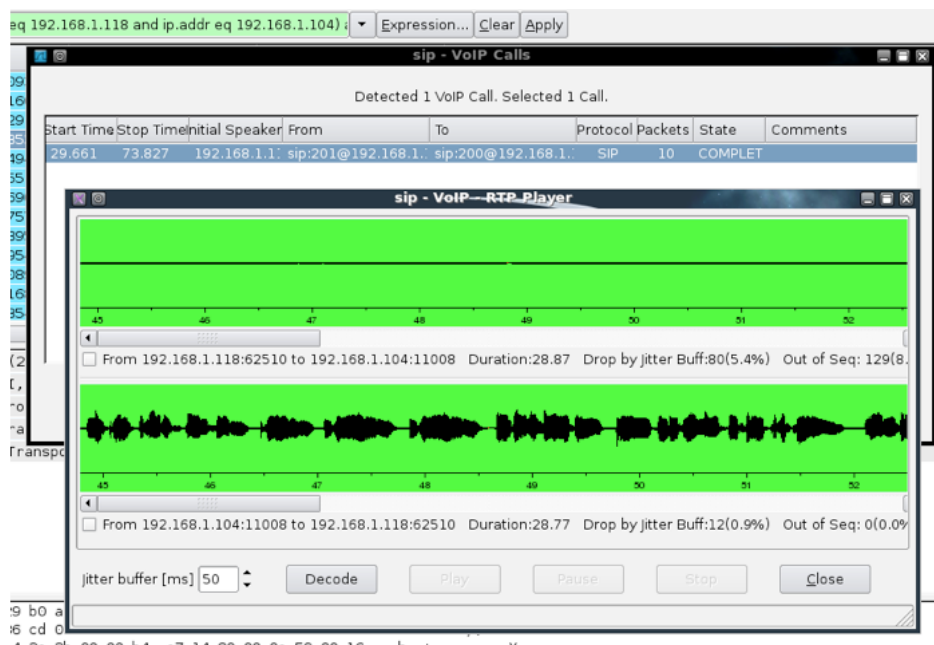 eq 192.168.1.118 and ip.addr eq 192.168.1.104) a Expression... Clear Apply
sip - VoIP Calls
Detected 1 VoIP Call. Selected 1 Call.
Start Time Stop Time Initial Speaker From To Protocol Packets State Comments
29.661 73.827 192.168.1.1 sip:201@192.168.1. sip:200@192.168.1. SIP 10 COMPLET
sip - VoIP - RTP Player
45 46 47 48 49 50 51 52
From 192.168.1.118:62510 to 192.168.1.104:11008 Duration:28.87 Drop by Jitter Buff:80(5.4%) Out of Seq: 129(8.
45 46 47 48 49 50 51 52
From 192.168.1.104:11008 to 192.168.1.118:62510 Duration:28.77 Drop by Jitter Buff:12(0.9%) Out of Seq: 0(0.0%
Jitter buffer [ms] 50 Decode Play Pause Stop Close
Transpo
29 b0 a
cd 0